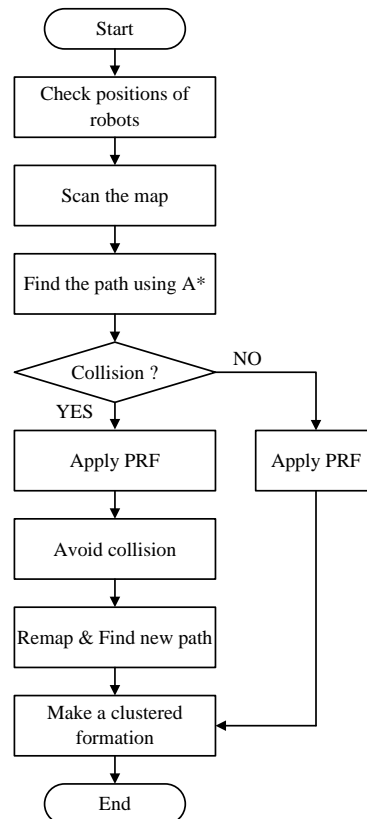 Start
Check positions of
robots
Scan the map
Find the path using A*
Collision ?
NO
YES
Apply PRF
Apply PRF
Avoid collision
Remap & Find new path
Make a clustered
formation
End